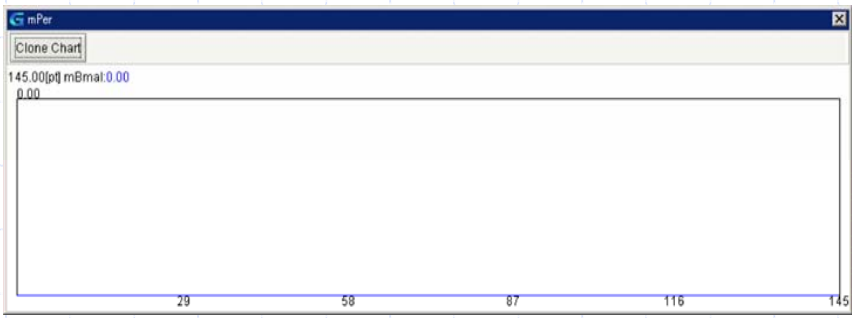 mPer
Clone Chart
145.00[pt] mBmal:0.00
0.00
29 58 87 116 145